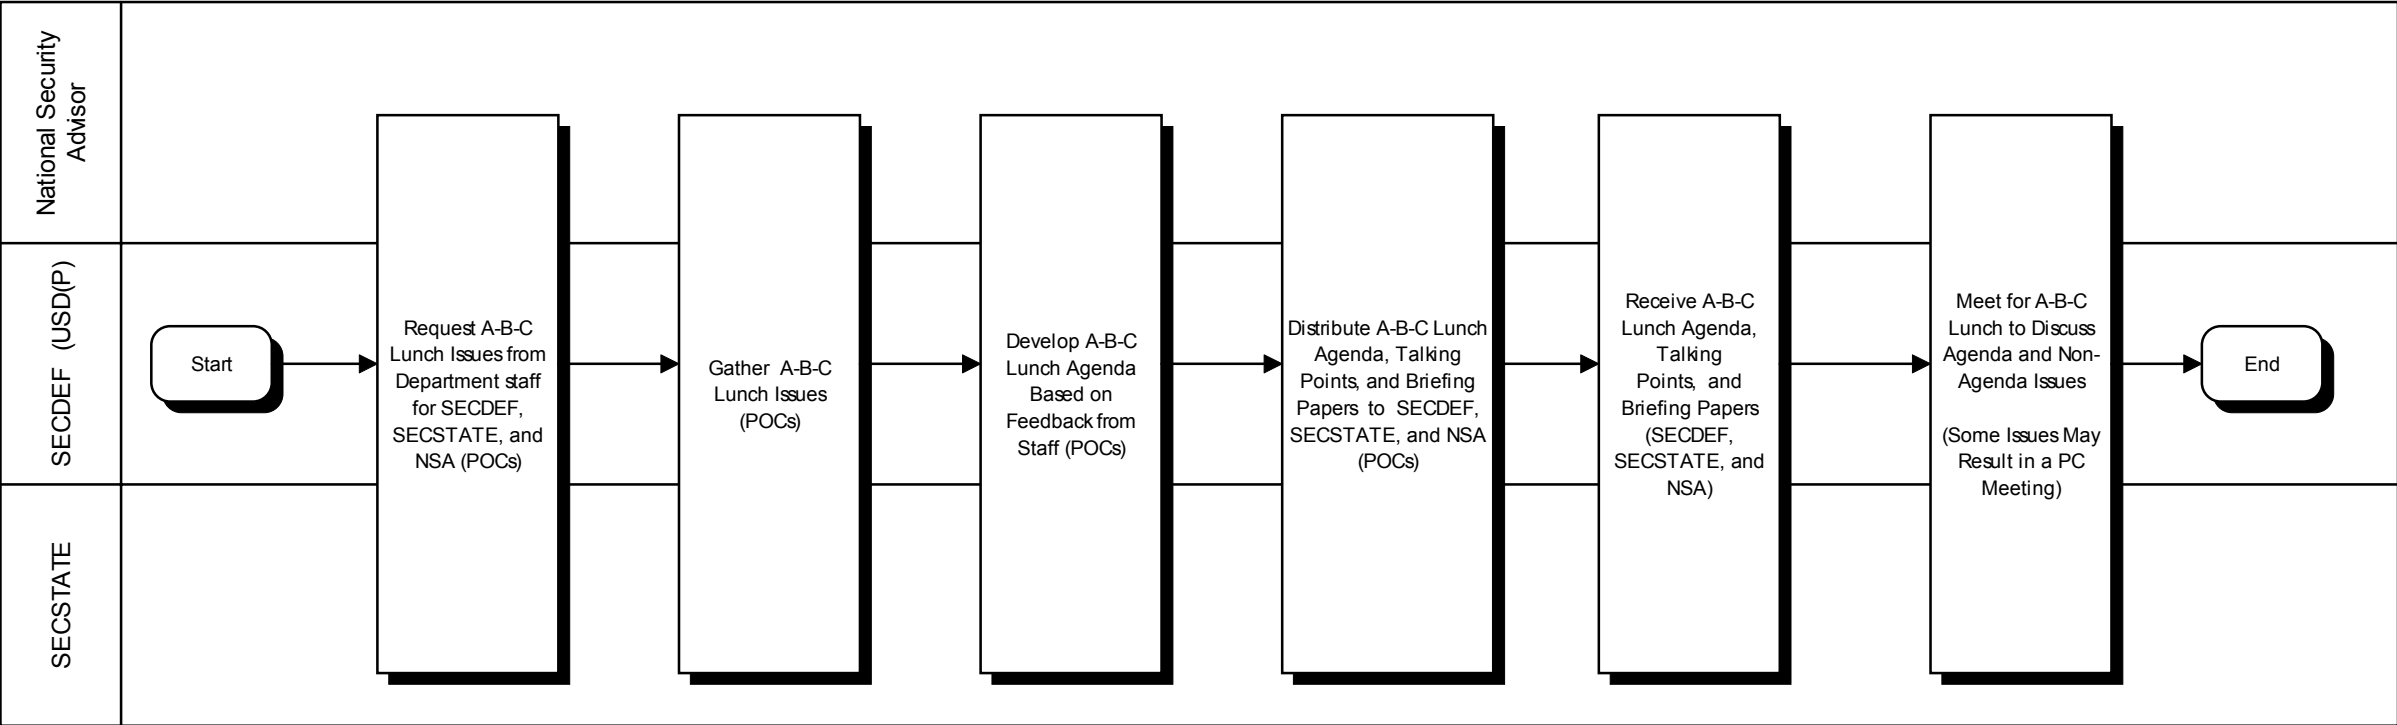 National Security
Advisor
SECDEF (USD(P)
SECSTATE
Start
Request A-B-C
Lunch Issues from
Department staff
for SECDEF,
SECSTATE, and
NSA (POCs)
Gather A-B-C
Lunch Issues
(POCs)
Develop A-B-C
Lunch Agenda
Based on
Feedback from
Staff (POCs)
Distribute A-B-C Lunch
Agenda, Talking
Points, and Briefing
Papers to SECDEF,
SECSTATE, and NSA
(POCs)
Receive A-B-C
Lunch Agenda,
Talking
Points, and
Briefing Papers
(SECDEF,
SECSTATE, and
NSA)
Meet for A-B-C
Lunch to Discuss
Agenda and Non-
Agenda Issues
(Some Issues May
Result in a PC
Meeting)
End